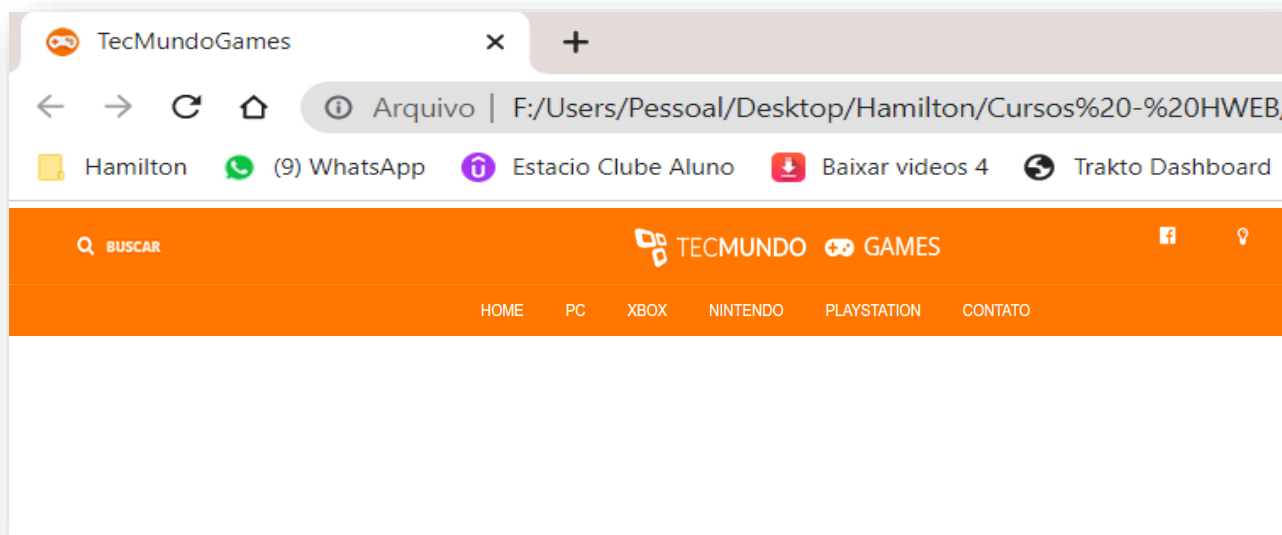 TecMundoGames
Arquivo | F:/Users/Pessoal/Desktop/Hamilton/Cursos%20-%20HWEB/
Hamilton (9) WhatsApp Estacio Clube Aluno Baixar videos 4 Trakto Dashboard
BUSCAR TECMUNDO GAMES
HOME PC XBOX NINTENDO PLAYSTATION CONTATO